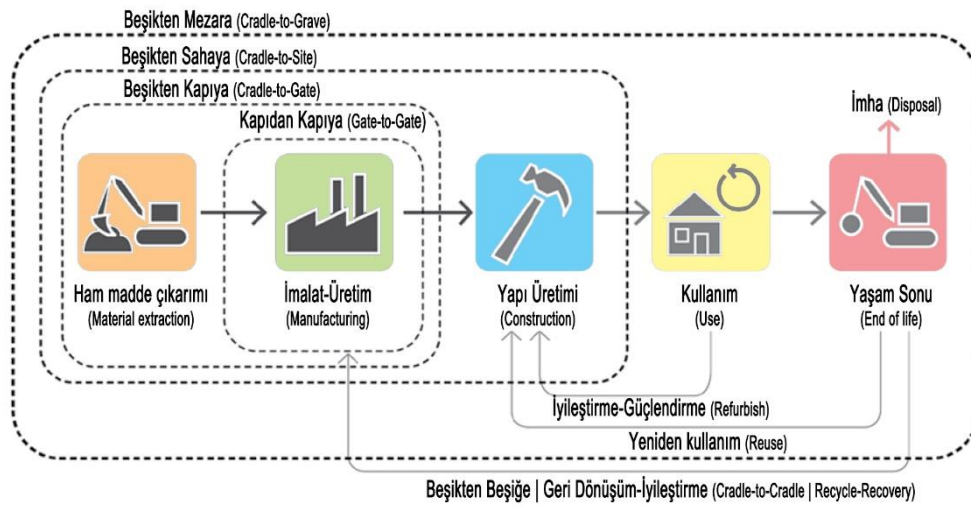 Beşikten Mezara (Cradle-to-Grave)
Beşikten Sahaya (Cradle-to-Site)
Beşikten Kapıya (Cradle-to-Gate)
Kapıdan Kapıya (Gate-to-Gate)
İmha (Disposal)
Ham madde çıkarımı
(Material extraction)
İmalat-Üretim
(Manufacturing)
Yapı Üretimi
(Construction)
Kullanım
(Use)
Yaşam Sonu
(End of life)
İyileştirme-Güçlendirme (Refurbish)
Yeniden kullanım (Reuse)
Beşikten Beşiğe | Geri Dönüşüm-İyileştirme (Cradle-to-Cradle | Recycle-Recovery)